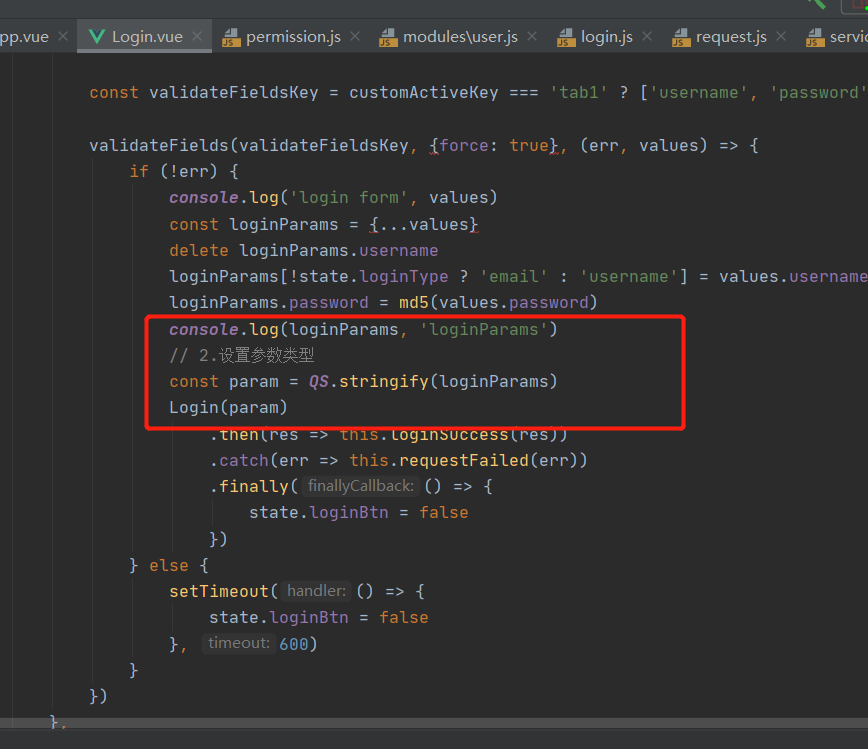 pp.vue Login.vue permission.js modules\user.js login.js request.js servic
const validateFieldsKey = customActiveKey === 'tab1' ? ['username', 'password'
validateFields(validateFieldsKey, {force: true}, (err, values) => {
if (!err) {
console.log('login form', values)
const loginParams = {...values}
delete loginParams.username
loginParams[!state.loginType ? 'email' : 'username'] = values.username
loginParams.password = md5(values.password)
console.log(loginParams, 'loginParams')
// 2.设置参数类型
const param = QS.stringify(loginParams)
Login(param)
.then(res => this.loginSuccess(res))
.catch(err => this.requestFailed(err))
.finally( finallyCallback: () => {
state.loginBtn = false
})
} else {
setTimeout( handler: () => {
state.loginBtn = false
}, timeout: 600)
}
})
},